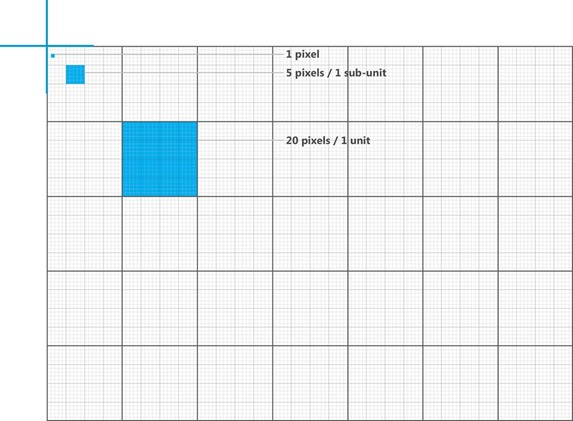 1 pixel
5 pixels / 1 sub-unit
20 pixels / 1 unit